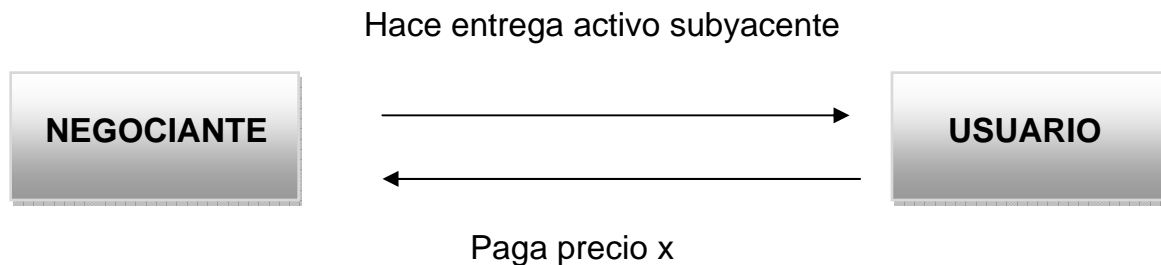 Hace entrega activo subyacente
NEGOCIANTE
USUARIO
Paga precio x